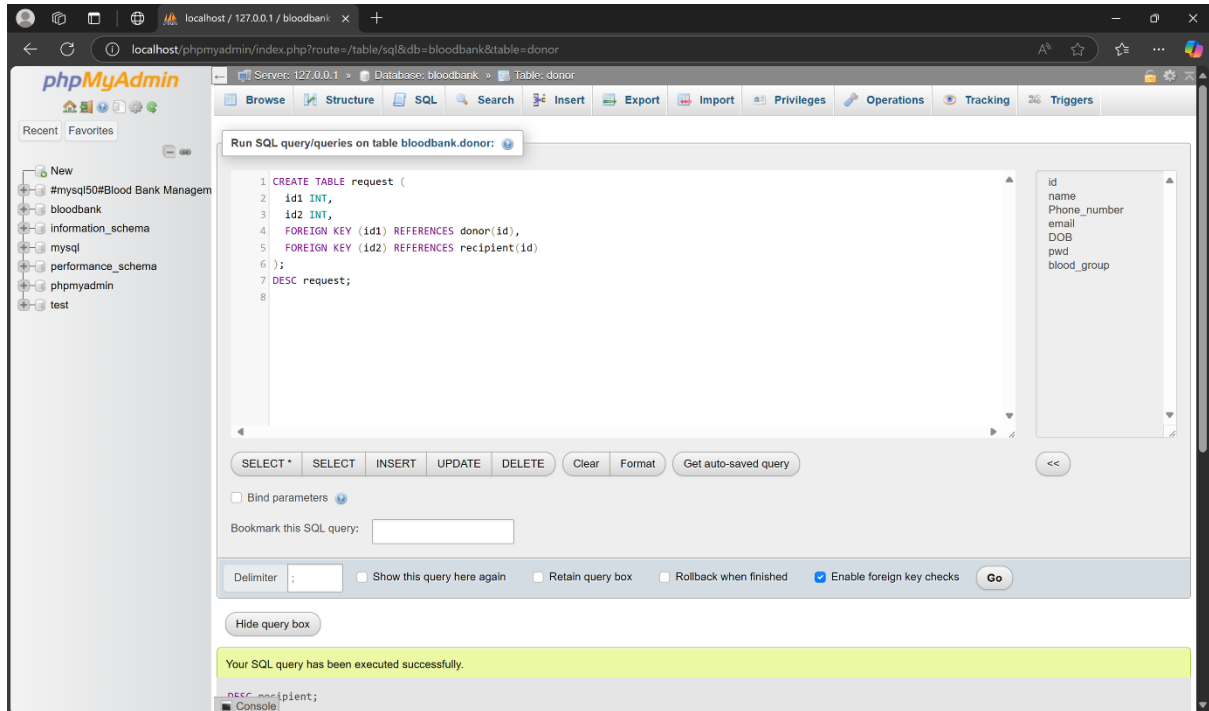 localhost / 127.0.0.1 / bloodbank
localhost/phpmyadmin/index.php?route=/table/sql&db=bloodbank&table=donor
phpMyAdmin
Recent Favorites
New
#mysql50#Blood Bank Managem
bloodbank
information_schema
mysql
performance_schema
phpmyadmin
test
Server: 127.0.0.1 » Database: bloodbank » Table: donor
Browse Structure SQL Search Insert Export Import Privileges Operations Tracking Triggers
Run SQL query/queries on table bloodbank.donor:
1 CREATE TABLE request (
2 id1 INT,
3 id2 INT,
4 FOREIGN KEY (id1) REFERENCES donor(id),
5 FOREIGN KEY (id2) REFERENCES recipient(id)
6 );
7 DESC request;
8
id
name
Phone_number
email
DOB
pwd
blood_group
SELECT * SELECT INSERT UPDATE DELETE Clear Format Get auto-saved query <<
Bind parameters
Bookmark this SQL query:
Delimiter ; Show this query here again Retain query box Rollback when finished Enable foreign key checks Go
Hide query box
Your SQL query has been executed successfully.
DESC recipient;
Console